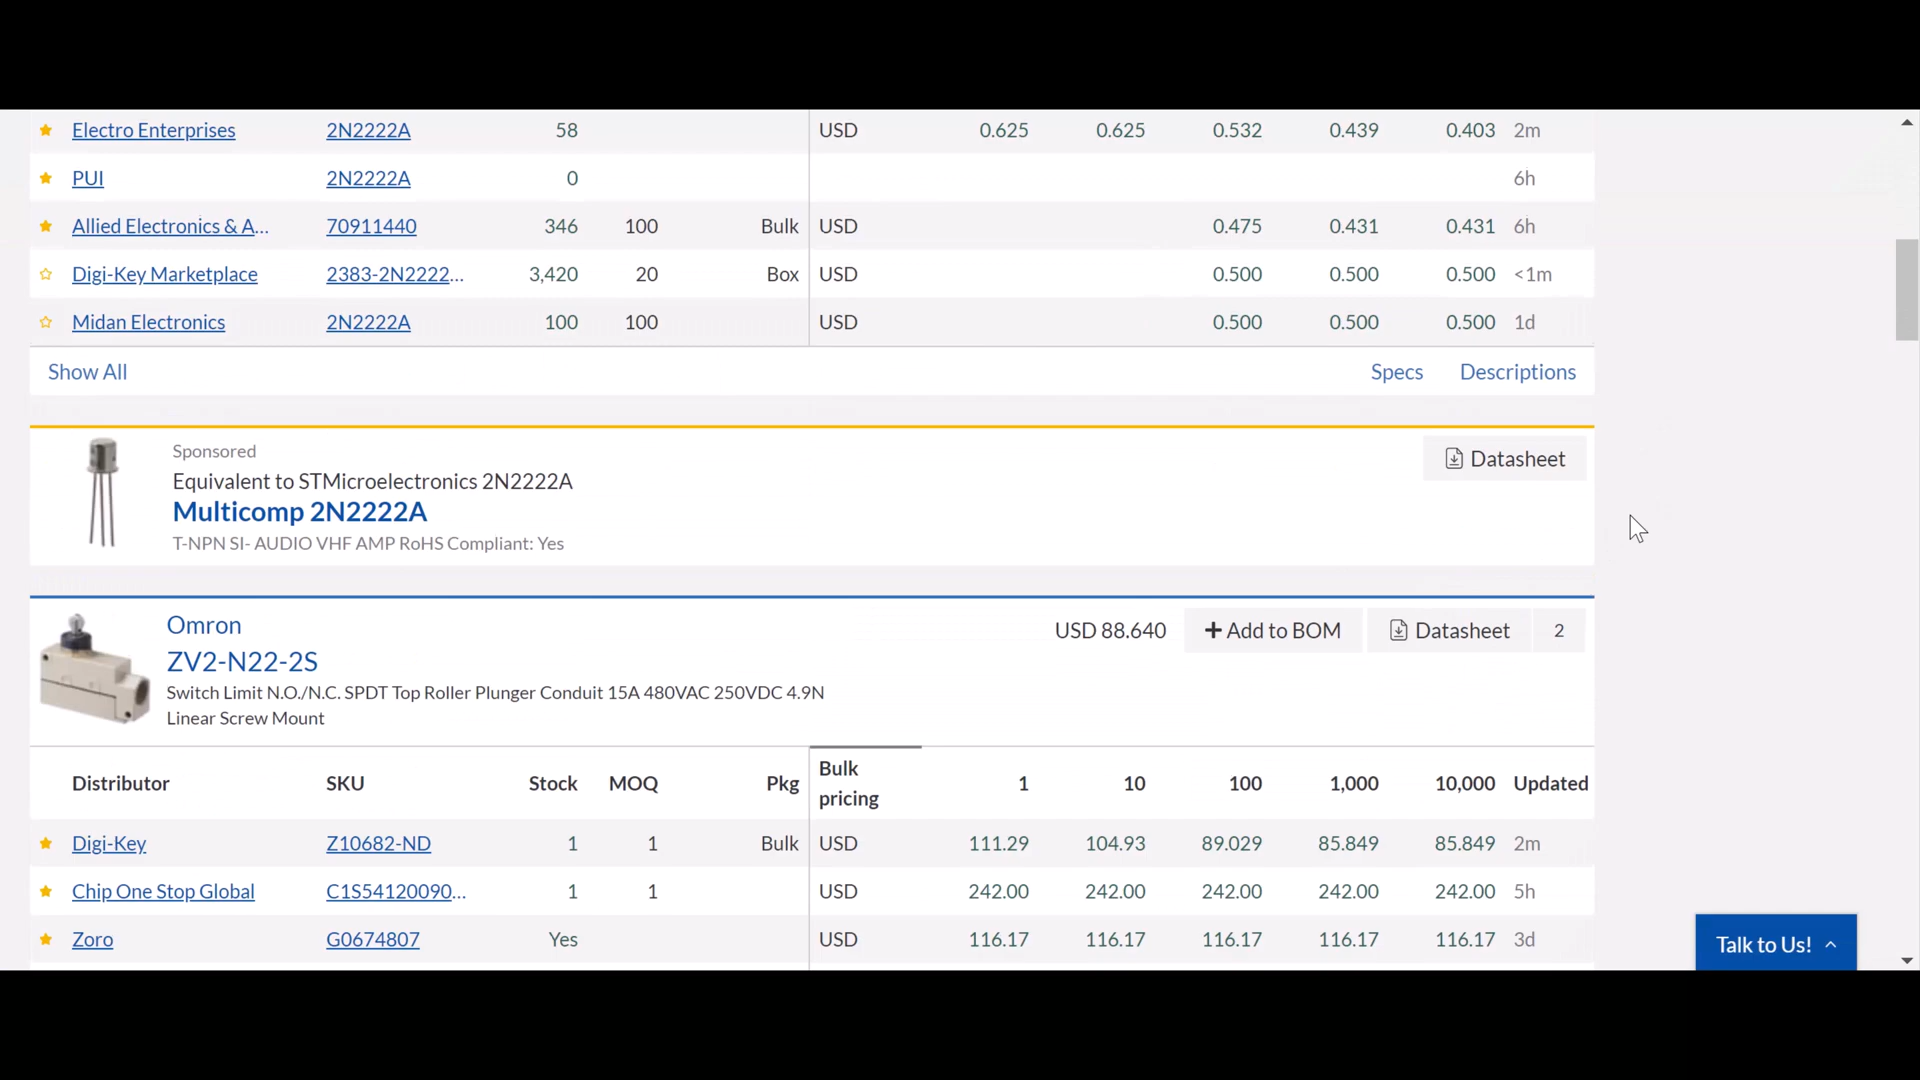 Electro Enterprises 2N2222A 58 USD 0.625 0.625 0.532 0.439 0.403 2m
PUI 2N2222A 0 6h
Allied Electronics & A... 70911440 346 100 Bulk USD 0.475 0.431 0.431 6h
Digi-Key Marketplace 2383-2N2222... 3,420 20 Box USD 0.500 0.500 0.500 <1m
Midan Electronics 2N2222A 100 100 USD 0.500 0.500 0.500 1d
Show All Specs Descriptions
Sponsored
Equivalent to STMicroelectronics 2N2222A
Multicomp 2N2222A
T-NPN SI- AUDIO VHF AMP RoHS Compliant: Yes
Datasheet
Omron
ZV2-N22-2S
Switch Limit N.O./N.C. SPDT Top Roller Plunger Conduit 15A 480VAC 250VDC 4.9N
Linear Screw Mount
USD 88.640 + Add to BOM Datasheet 2
Distributor SKU Stock MOQ Pkg Bulk pricing 1 10 100 1,000 10,000 Updated
Digi-Key Z10682-ND 1 1 Bulk USD 111.29 104.93 89.029 85.849 85.849 2m
Chip One Stop Global C1S54120090... 1 1 USD 242.00 242.00 242.00 242.00 242.00 5h
Zoro G0674807 Yes USD 116.17 116.17 116.17 116.17 116.17 3d
Talk to Us!